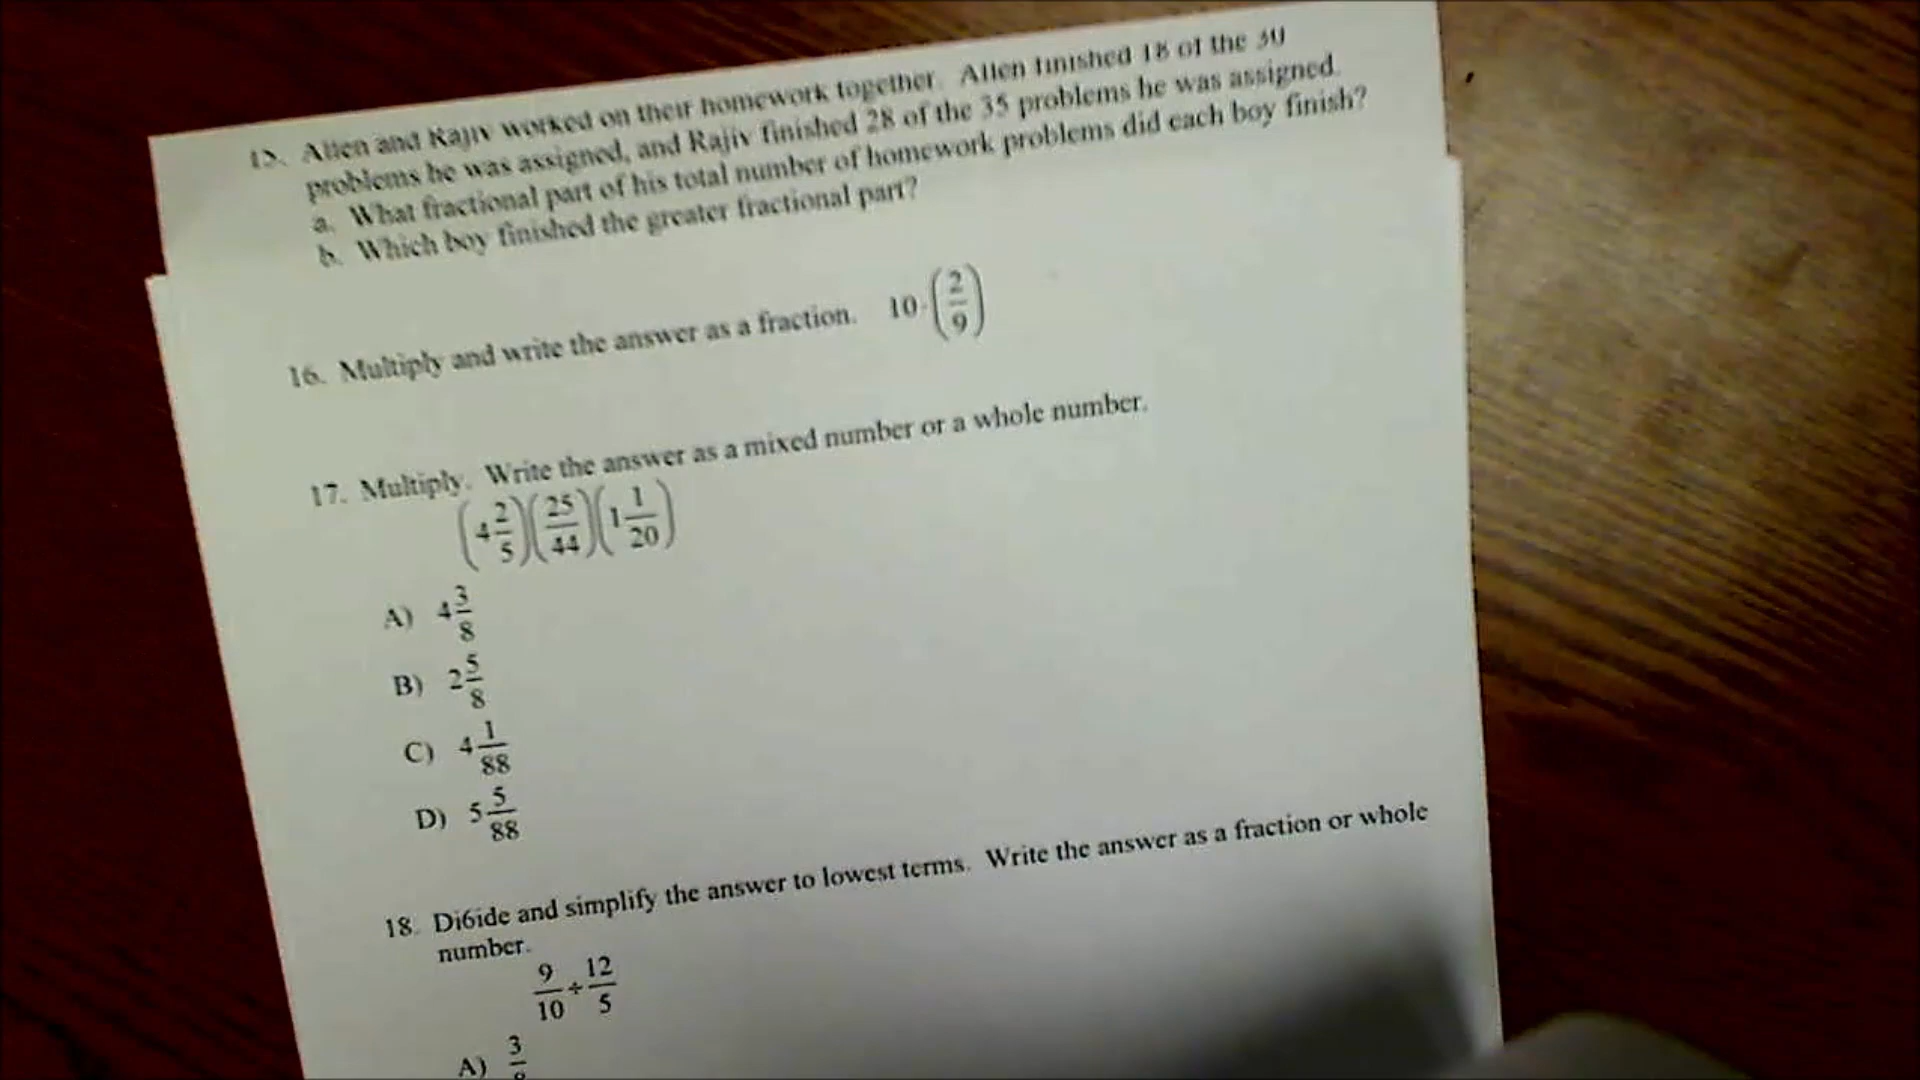 15. Allen and Rajiv worked on their homework together. Allen finished 18 of the 30
problems he was assigned, and Rajiv finished 28 of the 35 problems he was assigned.
a. What fractional part of his total number of homework problems did each boy finish?
b. Which boy finished the greater fractional part?
16. Multiply and write the answer as a fraction. 10·(2/9)
17. Multiply. Write the answer as a mixed number or a whole number.
(4 2/5)(25/44)(1 1/20)
A) 4 3/8
B) 2 5/8
C) 4 1/88
D) 5 5/88
18. Di6ide and simplify the answer to lowest terms. Write the answer as a fraction or whole
number.
9/10 ÷ 12/5
A) 3